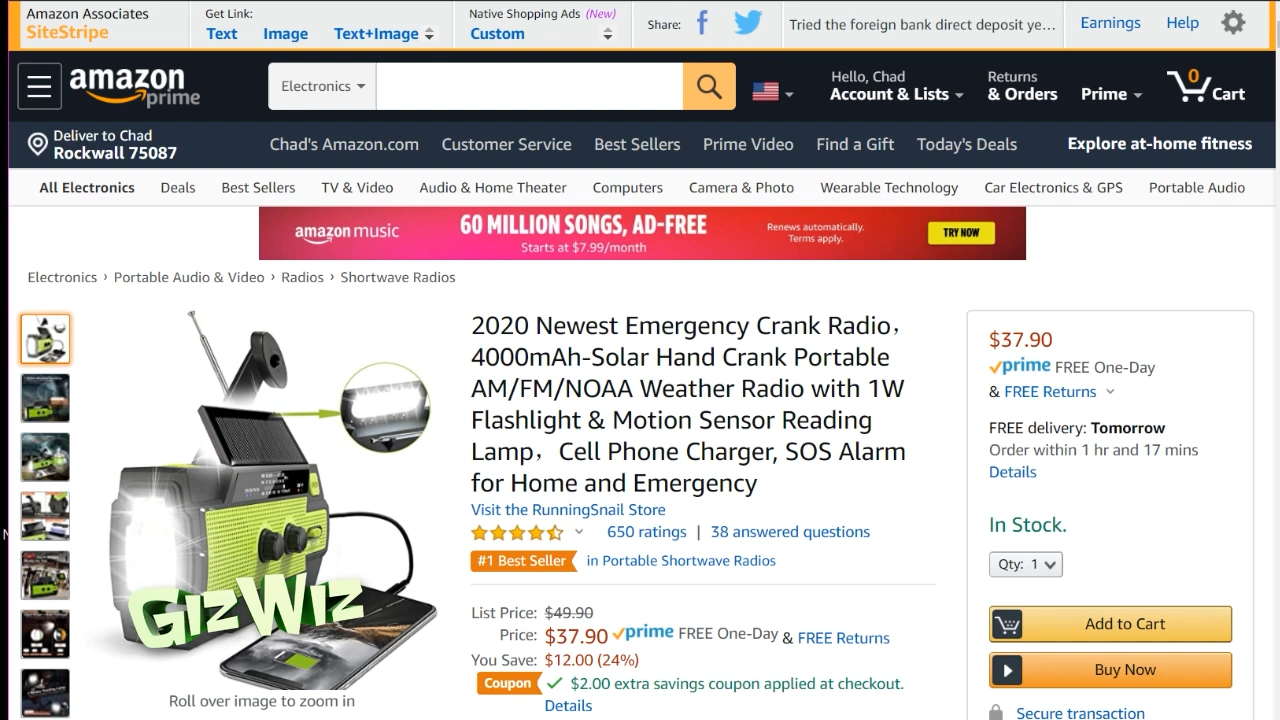 Amazon Associates
SiteStripe
Get Link:
Text Image Text+Image
Native Shopping Ads (New)
Custom
Share:
Tried the foreign bank direct deposit ye...
Earnings Help
amazon prime
Electronics
Hello, Chad
Account & Lists
Returns
& Orders
Prime
0
Cart
Deliver to Chad
Rockwall 75087
Chad's Amazon.com Customer Service Best Sellers Prime Video Find a Gift Today's Deals
Explore at-home fitness
All Electronics Deals Best Sellers TV & Video Audio & Home Theater Computers Camera & Photo Wearable Technology Car Electronics & GPS Portable Audio
amazon music
60 MILLION SONGS, AD-FREE
Starts at $7.99/month
Renews automatically.
Terms apply.
TRY NOW
Electronics › Portable Audio & Video › Radios › Shortwave Radios
2020 Newest Emergency Crank Radio，
4000mAh-Solar Hand Crank Portable
AM/FM/NOAA Weather Radio with 1W
Flashlight & Motion Sensor Reading
Lamp，Cell Phone Charger, SOS Alarm
for Home and Emergency
Visit the RunningSnail Store
650 ratings | 38 answered questions
#1 Best Seller in Portable Shortwave Radios
List Price: $49.90
Price: $37.90 prime FREE One-Day & FREE Returns
You Save: $12.00 (24%)
Coupon $2.00 extra savings coupon applied at checkout.
Details
GizWiz
Roll over image to zoom in
$37.90
prime FREE One-Day
& FREE Returns
FREE delivery: Tomorrow
Order within 1 hr and 17 mins
Details
In Stock.
Qty: 1
Add to Cart
Buy Now
Secure transaction